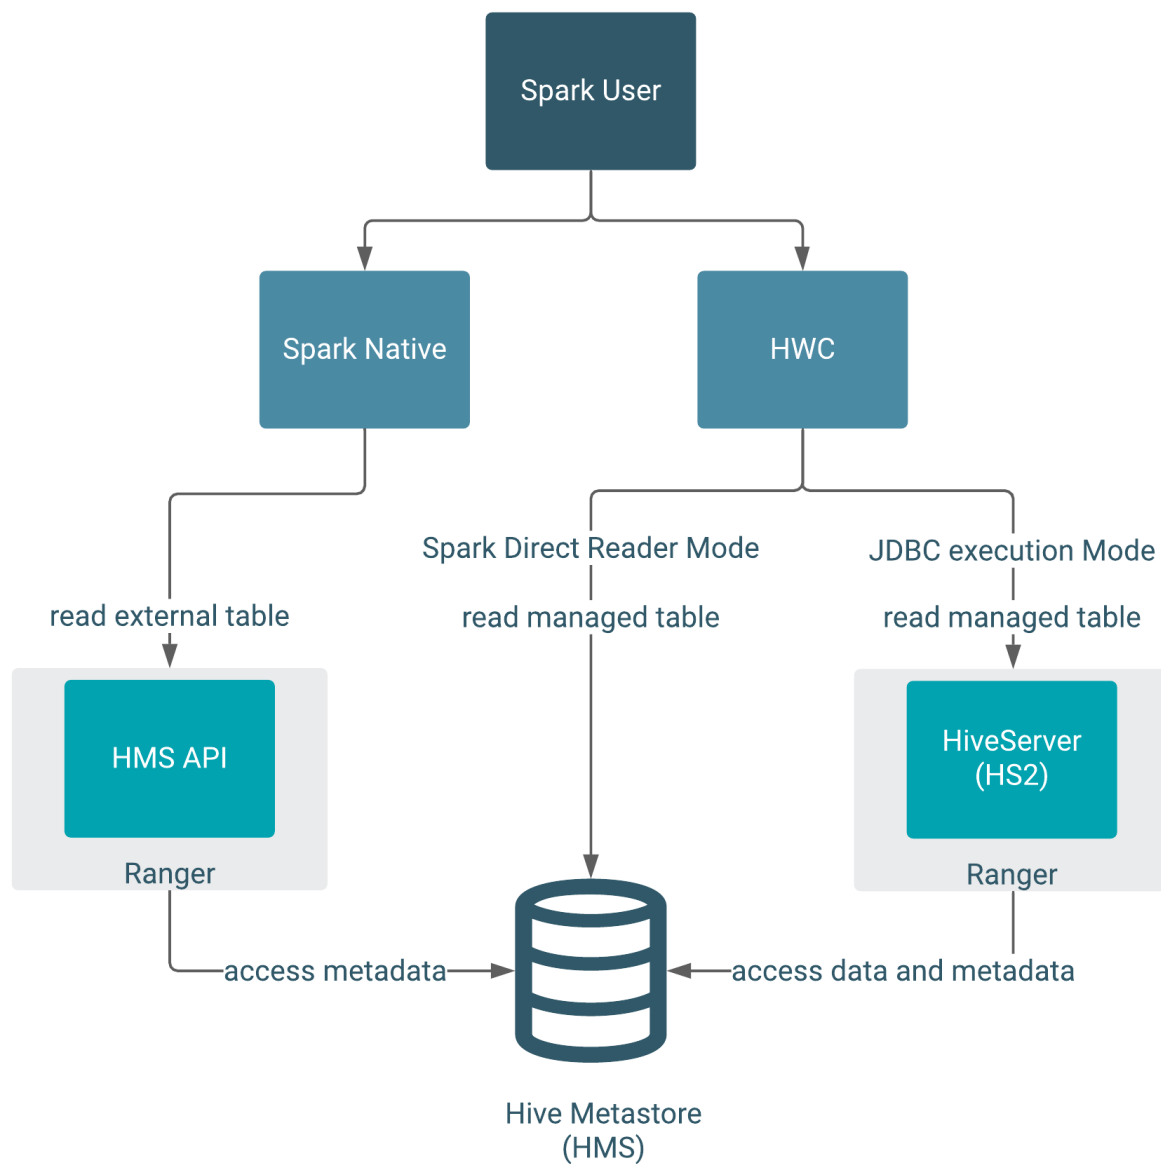 Spark User
Spark Native
HWC
Spark Direct Reader Mode
JDBC execution Mode
read external table
read managed table
read managed table
HMS API
HiveServer
(HS2)
Ranger
Ranger
access metadata
access data and metadata
Hive Metastore
(HMS)